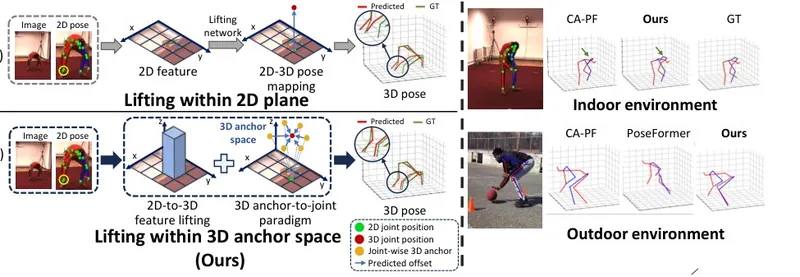 )
Image 2D pose
x
y
2D feature
Lifting
network
x
y
2D-3D pose
mapping
Predicted GT
3D pose
Lifting within 2D plane
)
Image 2D pose
x
y
2D-to-3D
feature lifting
z
3D anchor
space
x
y
3D anchor-to-joint
paradigm
Predicted GT
3D pose
Lifting within 3D anchor space
(Ours)
2D joint position
3D joint position
Joint-wise 3D anchor
Predicted offset
CA-PF Ours GT
Indoor environment
CA-PF PoseFormer Ours
Outdoor environment